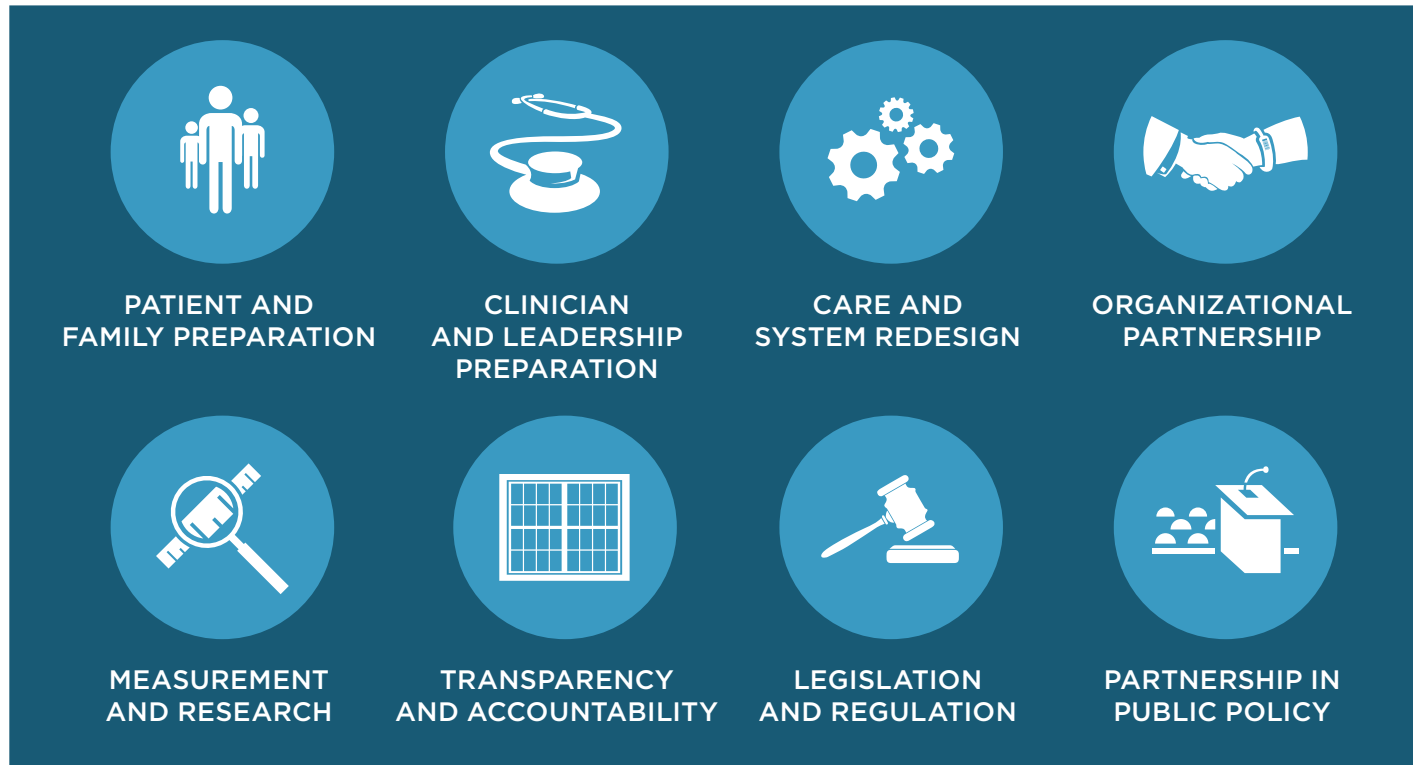 PATIENT AND
FAMILY PREPARATION
CLINICIAN
AND LEADERSHIP
PREPARATION
CARE AND
SYSTEM REDESIGN
ORGANIZATIONAL
PARTNERSHIP
MEASUREMENT
AND RESEARCH
TRANSPARENCY
AND ACCOUNTABILITY
LEGISLATION
AND REGULATION
PARTNERSHIP IN
PUBLIC POLICY